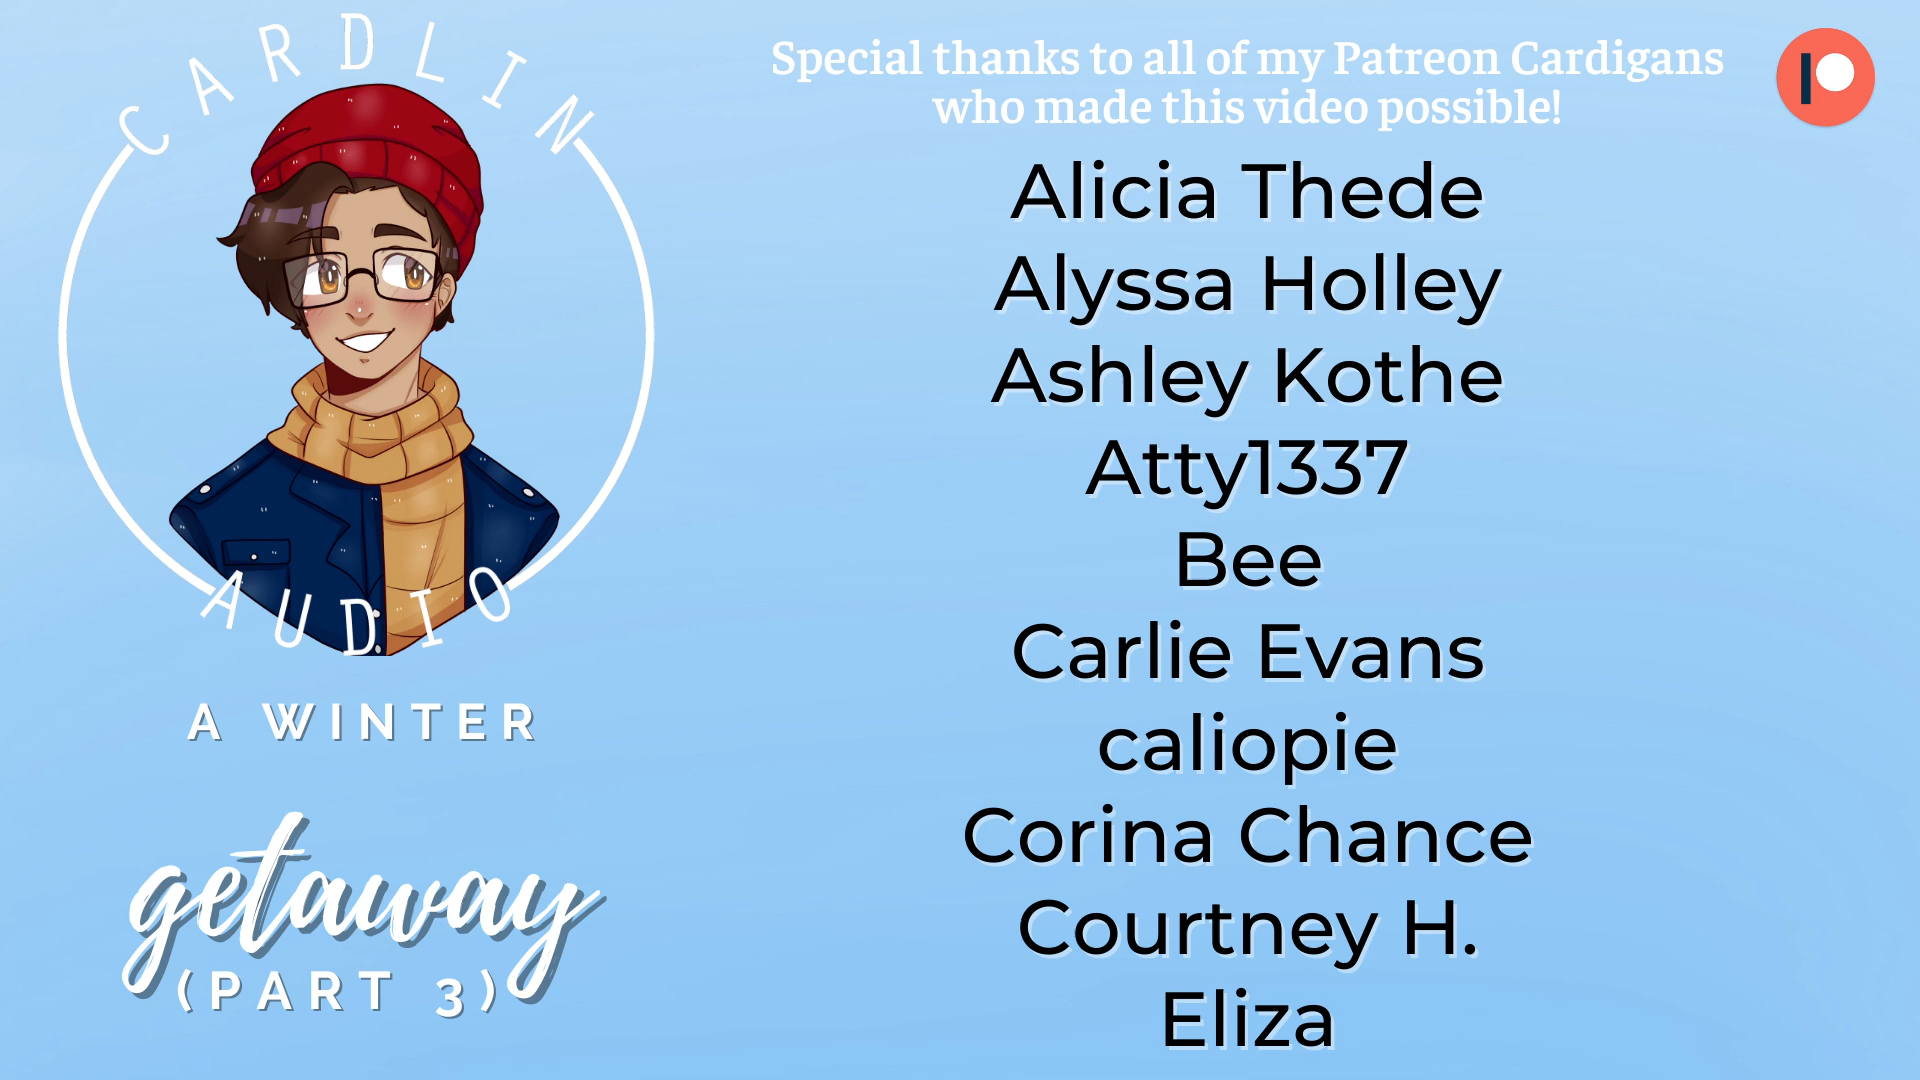 CARDLIN
AUDIO
A WINTER
getaway
(PART 3)
Special thanks to all of my Patreon Cardigans
who made this video possible!
Alicia Thede
Alyssa Holley
Ashley Kothe
Atty1337
Bee
Carlie Evans
caliopie
Corina Chance
Courtney H.
Eliza